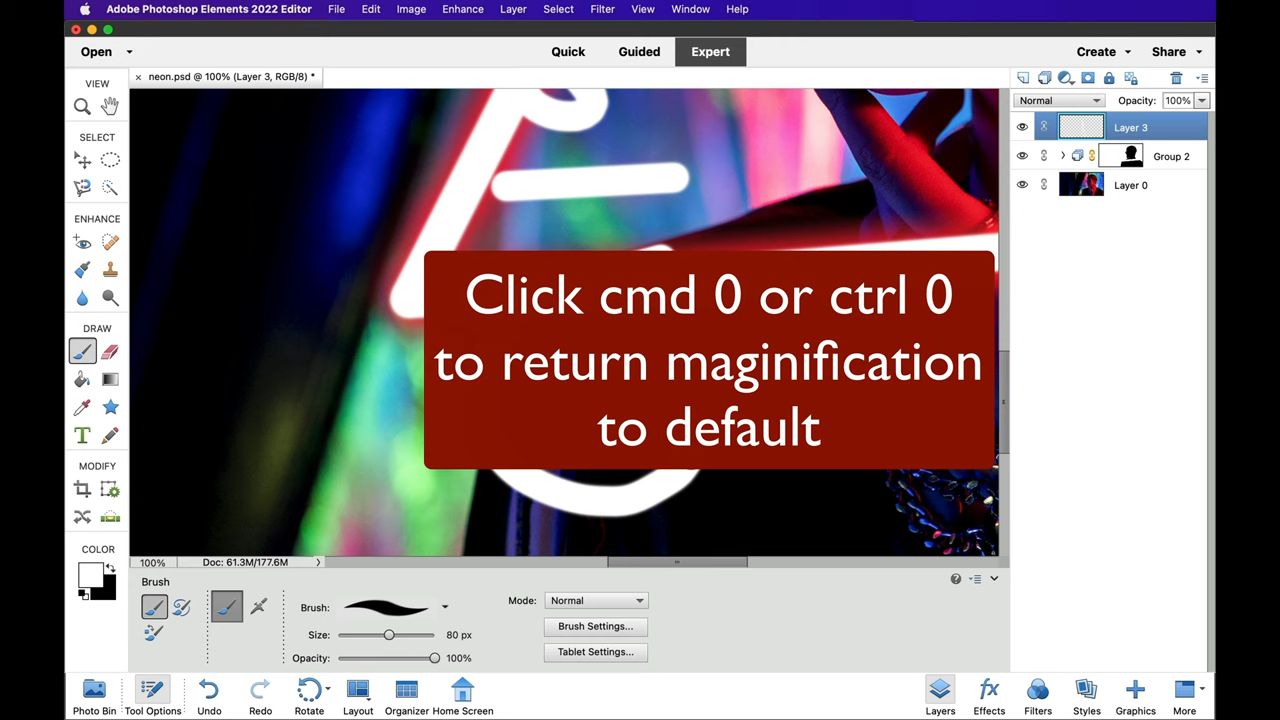 Adobe Photoshop Elements 2022 Editor File Edit Image Enhance Layer Select Filter View Window Help
Open Quick Guided Expert Create Share
VIEW
× neon.psd @ 100% (Layer 3, RGB/8) *
Normal Opacity: 100%
Layer 3
SELECT
Group 2
Layer 0
ENHANCE
Click cmd 0 or ctrl 0
to return maginification
to default
DRAW
T
MODIFY
COLOR
100% Doc: 61.3M/177.6M
Brush
Brush:
Size: 80 px
Opacity: 100%
Mode: Normal
Brush Settings...
Tablet Settings...
Photo Bin Tool Options Undo Redo Rotate Layout Organizer Home Screen Layers Effects Filters Styles Graphics More